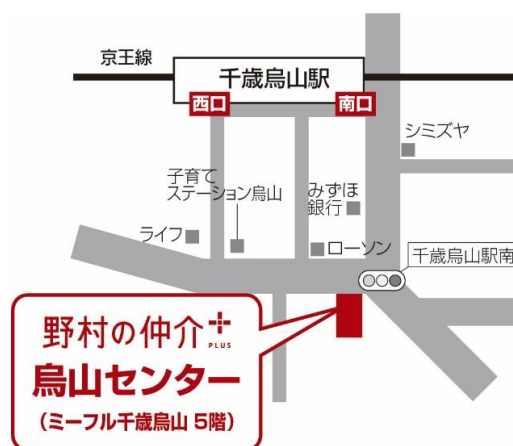 京王線
千歳烏山駅
西口
南口
シミズヤ
子育て
ステーション烏山
みずほ
銀行
ライフ
ローソン
千歳烏山駅南
野村の仲介+
PLUS
烏山センター
(ミーフル千歳烏山 5階)